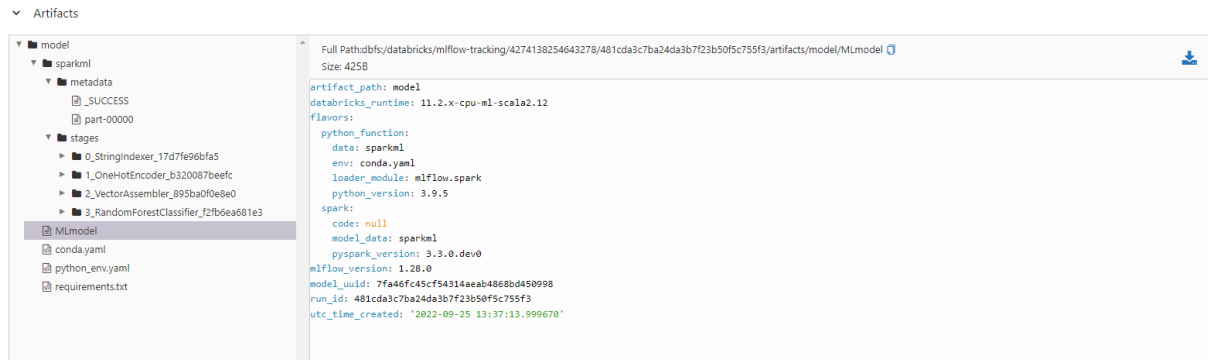 Artifacts
model
sparkml
metadata
_SUCCESS
part-00000
stages
0_StringIndexer_17d7fe96bfa5
1_OneHotEncoder_b320087beefc
2_VectorAssembler_895ba0f0e8e0
3_RandomForestClassifier_f2fb6ea681e3
MLmodel
conda.yaml
python_env.yaml
requirements.txt
Full Path:dbfs:/databricks/mlflow-tracking/4274138254643278/481cda3c7ba24da3b7f23b50f5c755f3/artifacts/model/MLmodel
Size: 425B
artifact_path: model
databricks_runtime: 11.2.x-cpu-ml-scala2.12
flavors:
python_function:
data: sparkml
env: conda.yaml
loader_module: mlflow.spark
python_version: 3.9.5
spark:
code: null
model_data: sparkml
pyspark_version: 3.3.0.dev0
mlflow_version: 1.28.0
model_uuid: 7fa46fc45cf54314aeab4868bd450998
run_id: 481cda3c7ba24da3b7f23b50f5c755f3
utc_time_created: '2022-09-25 13:37:13.999670'